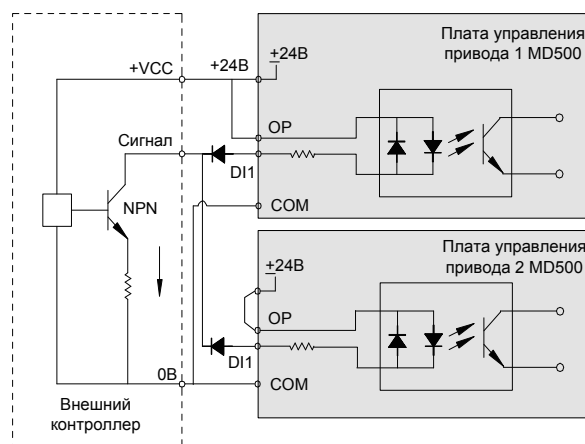 Плата управления
привода 1 MD500
+VCC
+24В
+24В
OP
Сигнал
DI1
NPN
COM
Плата управления
привода 2 MD500
+24В
OP
DI1
0В
COM
Внешний
контроллер